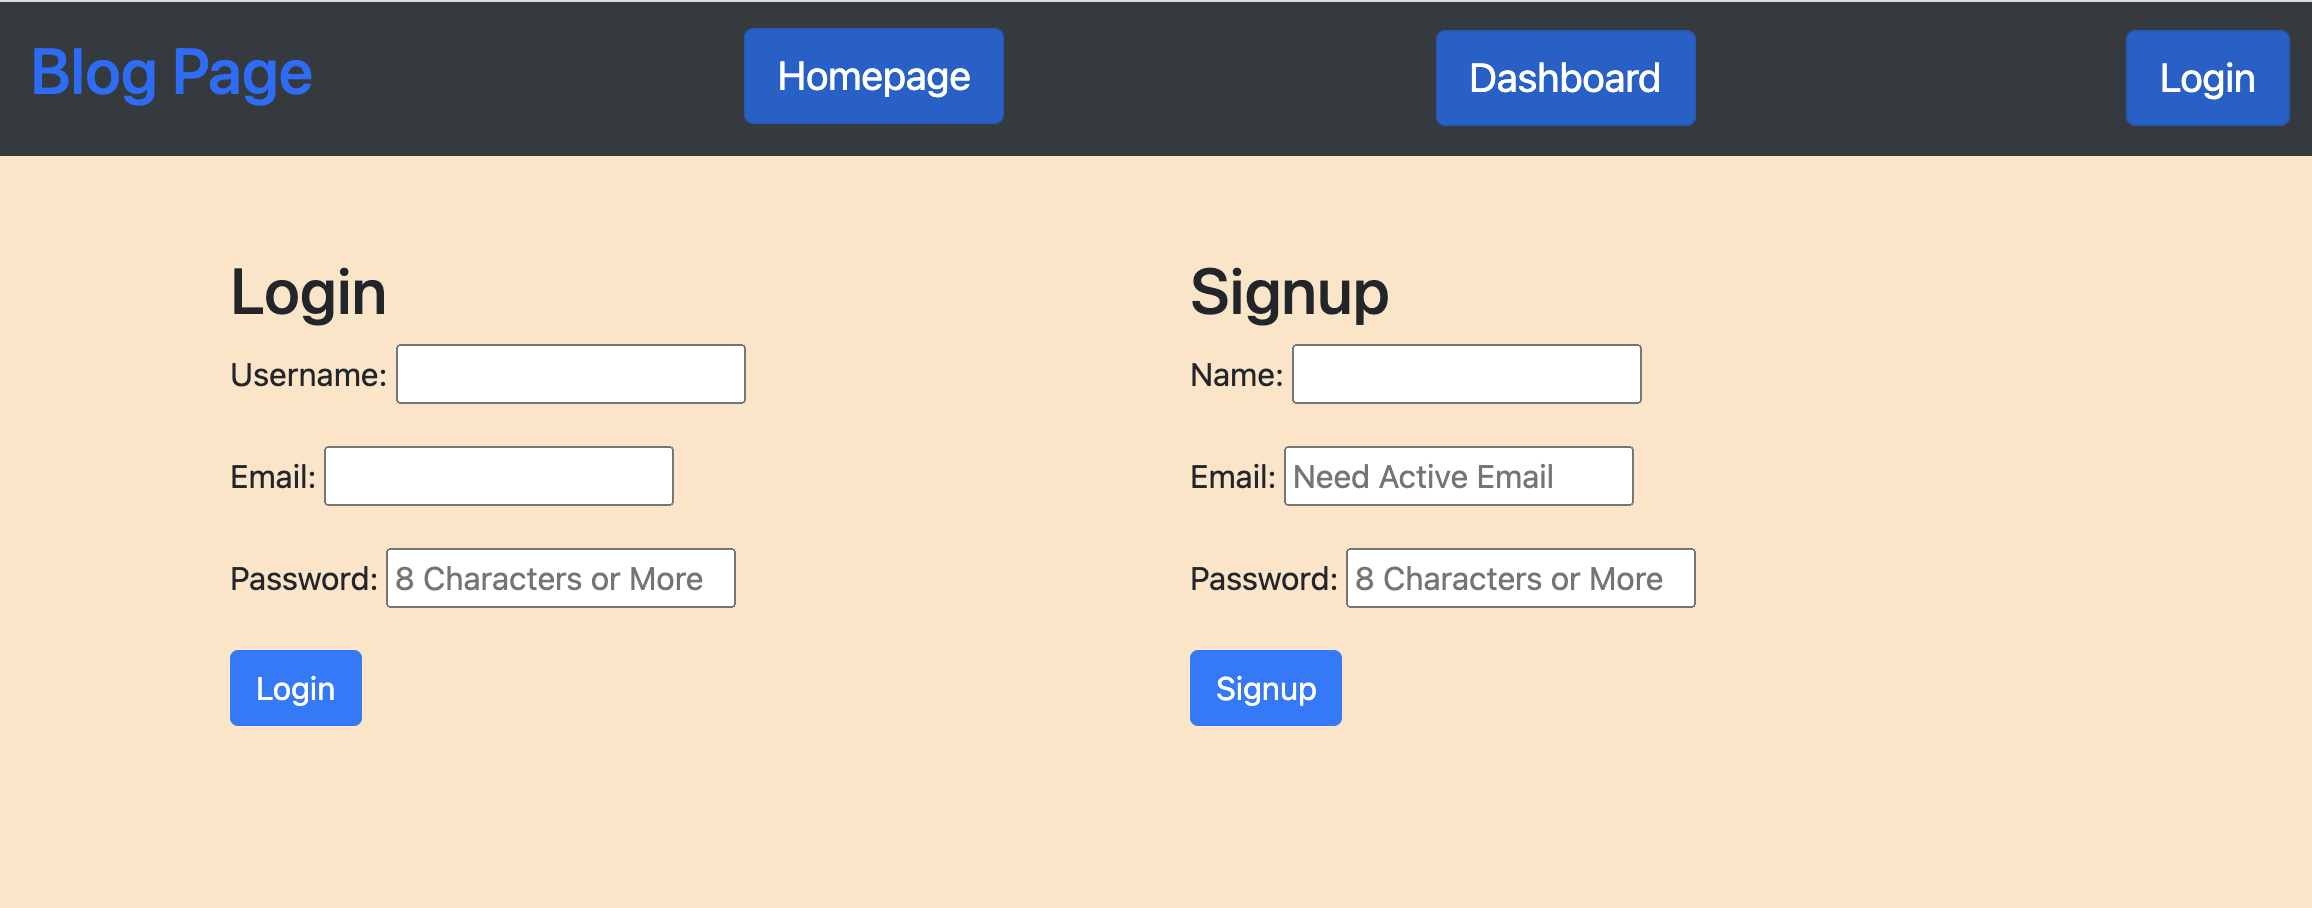 Blog Page Homepage Dashboard Login
Login
Username:
Email:
Password: 8 Characters or More
Login
Signup
Name:
Email: Need Active Email
Password: 8 Characters or More
Signup